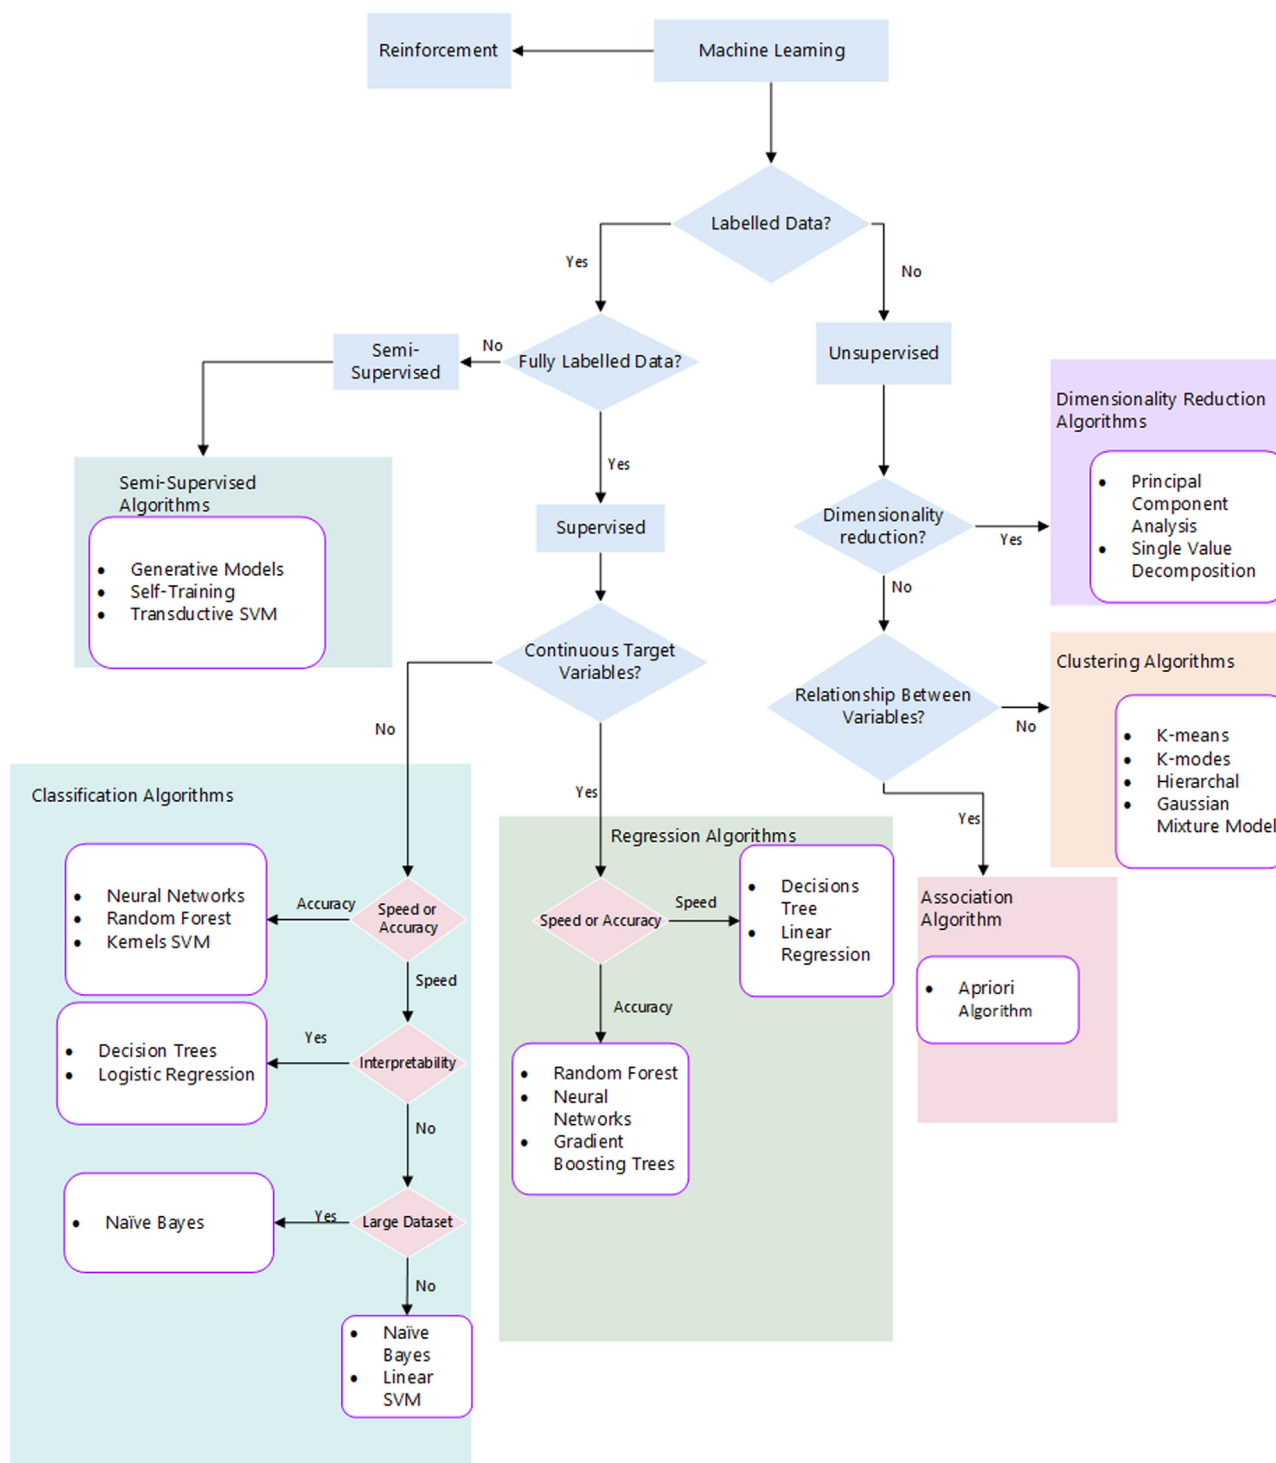 Reinforcement
Machine Learning
Labelled Data?
Yes
No
Semi-
Supervised
No
Fully Labelled Data?
Unsupervised
Dimensionality Reduction
Algorithms
• Principal
Component
Analysis
• Single Value
Decomposition
Yes
Semi-Supervised
Algorithms
• Generative Models
• Self-Training
• Transductive SVM
Supervised
Dimensionality
reduction?
Yes
No
Continuous Target
Variables?
Relationship Between
Variables?
No
Clustering Algorithms
• K-means
• K-modes
• Hierarchal
• Gaussian
Mixture Model
No
Yes
Yes
Classification Algorithms
• Neural Networks
• Random Forest
• Kernels SVM
Accuracy
Speed or
Accuracy
Speed
• Decision Trees
• Logistic Regression
Yes
Interpretability
No
• Naïve Bayes
Yes
Large Dataset
No
• Naïve
Bayes
• Linear
SVM
Regression Algorithms
Speed or Accuracy
Speed
• Decisions
Tree
• Linear
Regression
Accuracy
• Random Forest
• Neural
Networks
• Gradient
Boosting Trees
Association
Algorithm
• Apriori
Algorithm